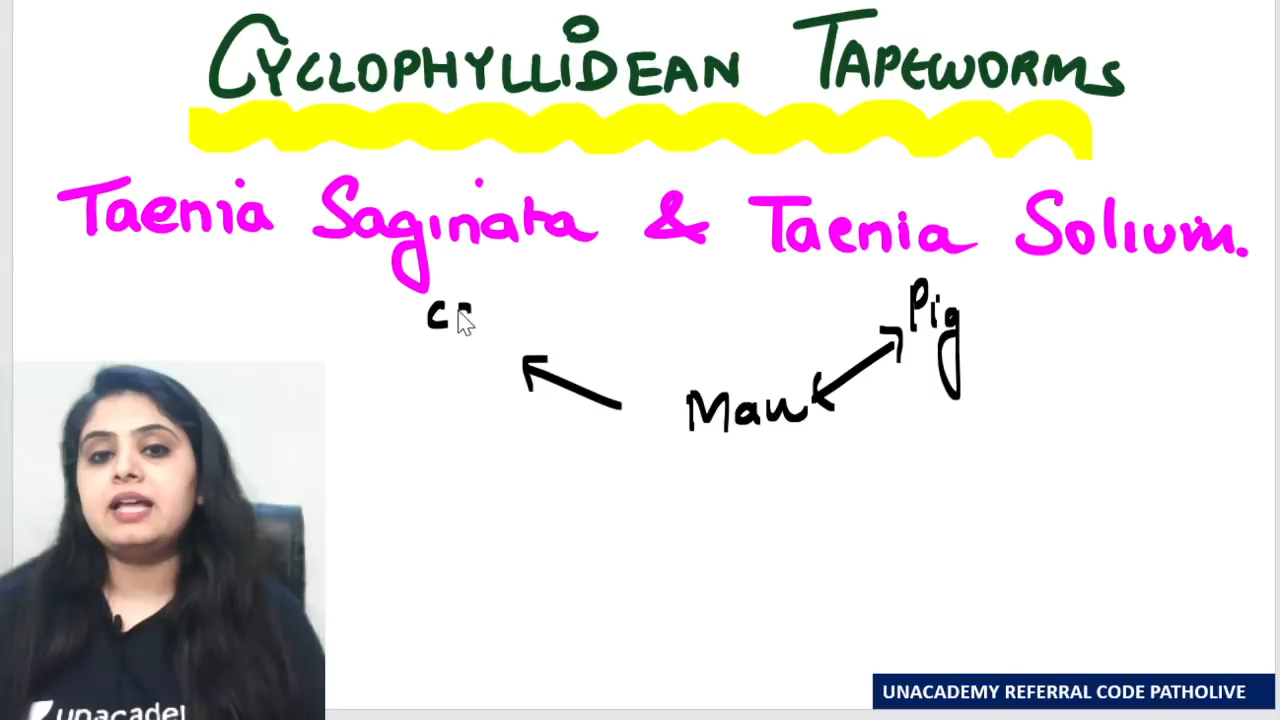 CYCLOPHYLLIDEAN TAPEWORMS
Taenia Saginata & Taenia Solium.
Pig
Man
UNACADEMY REFERRAL CODE PATHOLIVE